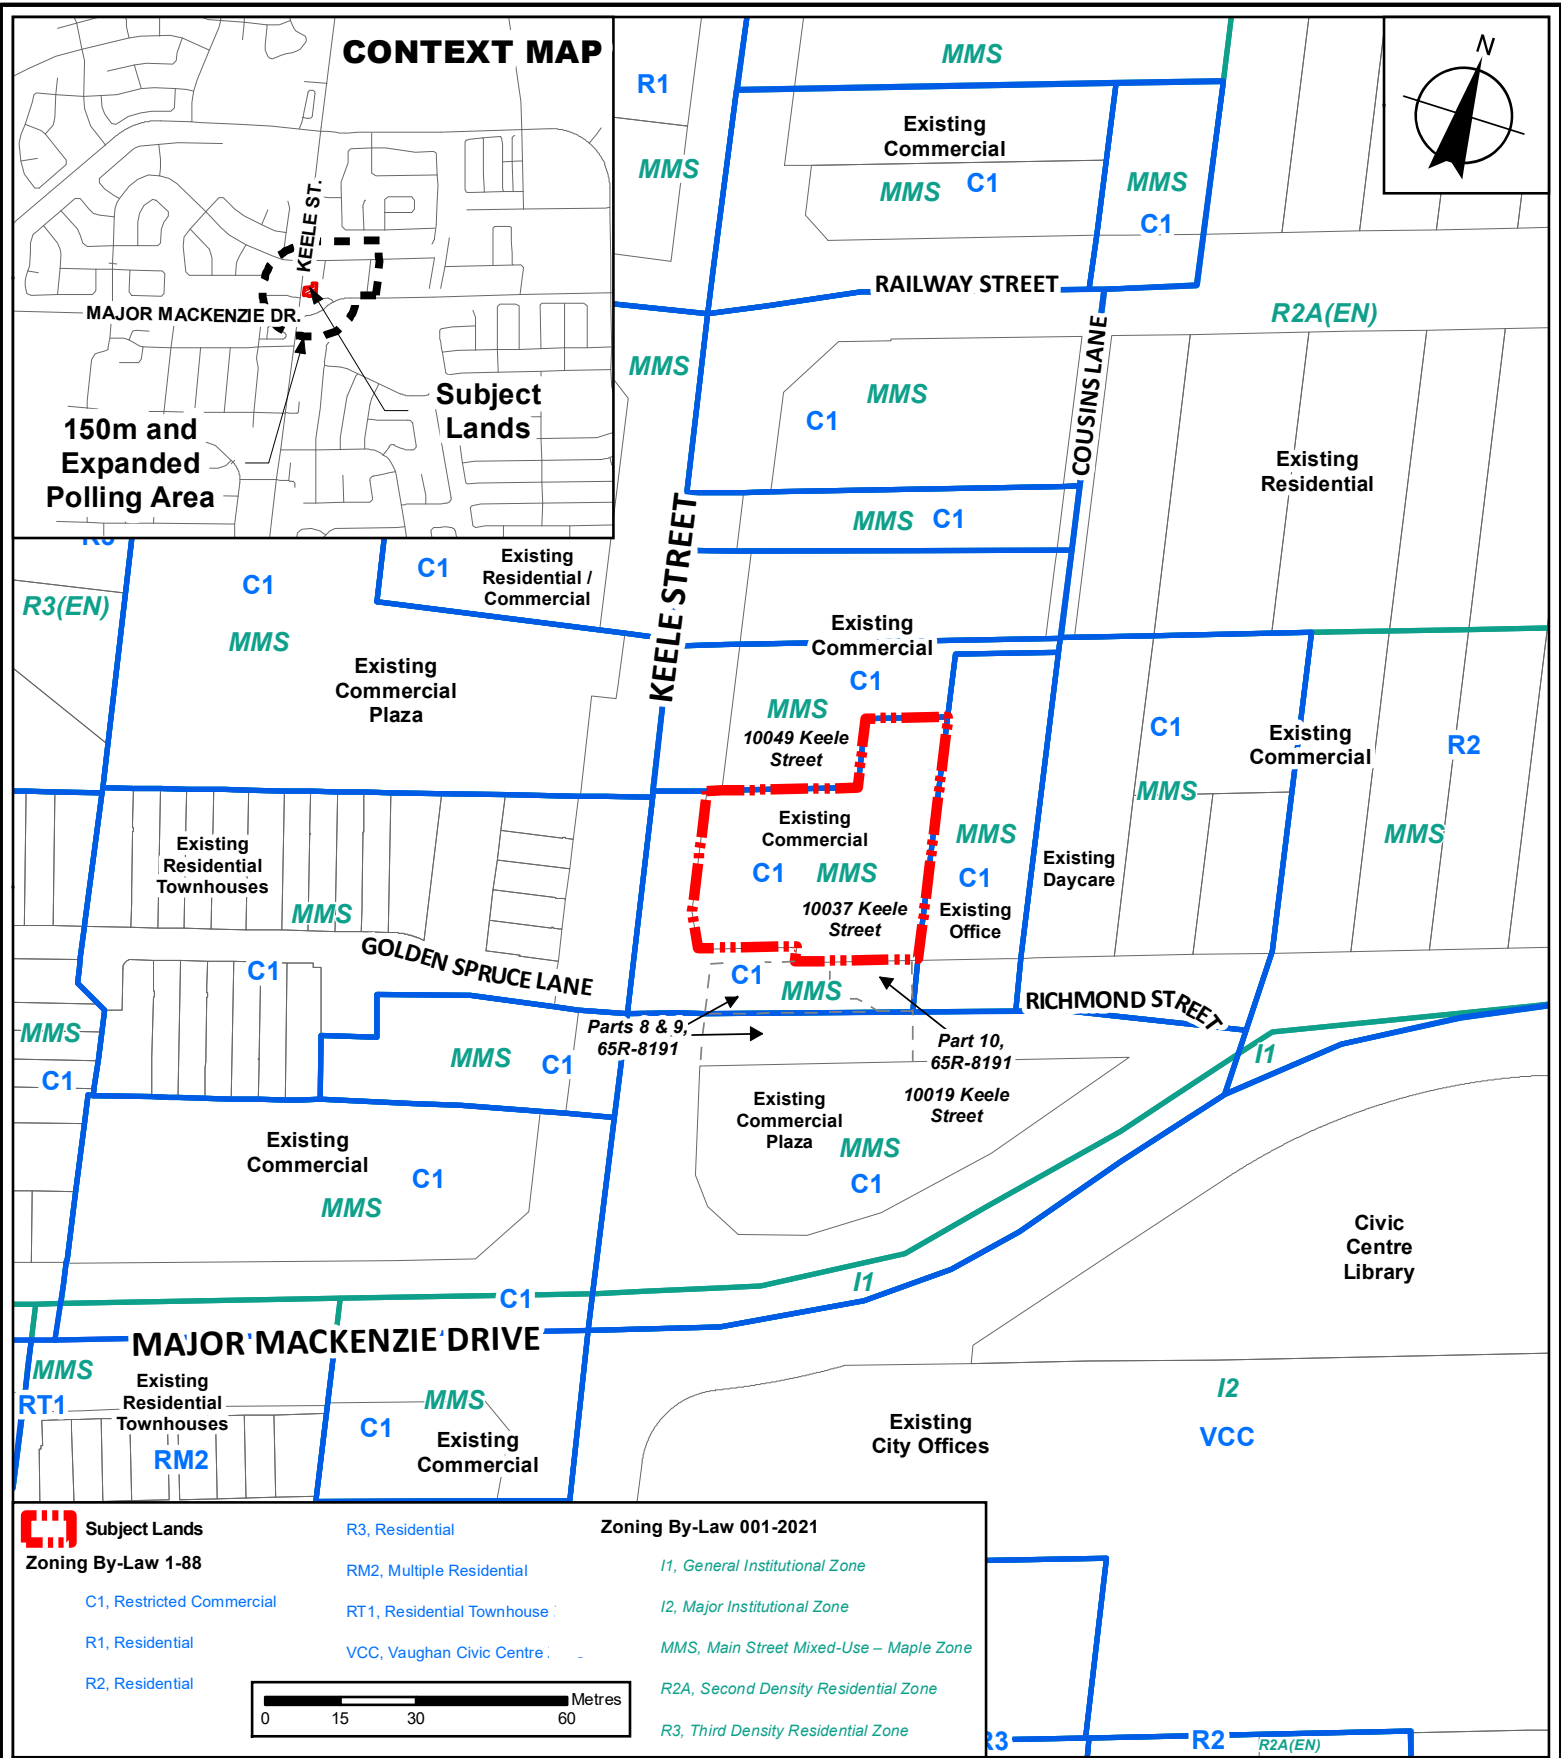 CONTEXT MAP
KEELE ST.
MAJOR MACKENZIE DR.
Subject
Lands
150m and
Expanded
Polling Area
N
R1
MMS
MMS
Existing
Commercial
MMS
C1
MMS
C1
RAILWAY STREET
R2A(EN)
MMS
MMS
C1
COUSINS LANE
Existing
Residential
MMS
C1
KEELE STREET
C1
Existing
Residential /
Commercial
C1
R3(EN)
MMS
Existing
Commercial
Plaza
Existing
Commercial
C1
MMS
10049 Keele
Street
C1
Existing
Commercial
R2
MMS
MMS
Existing
Commercial
C1
MMS
10037 Keele
Street
MMS
C1
Existing
Office
Existing
Daycare
Existing
Residential
Townhouses
MMS
GOLDEN SPRUCE LANE
C1
C1
MMS
RICHMOND STREET
Parts 8 & 9,
65R-8191
Part 10,
65R-8191
10019 Keele
Street
MMS
C1
MMS
C1
I1
Existing
Commercial
Plaza
MMS
C1
Existing
Commercial
C1
MMS
Civic
Centre
Library
I1
C1
MAJOR MACKENZIE DRIVE
MMS
RT1
Existing
Residential
Townhouses
RM2
MMS
C1
Existing
Commercial
Existing
City Offices
I2
VCC
Subject Lands
Zoning By-Law 1-88
C1, Restricted Commercial
R1, Residential
R2, Residential
R3, Residential
RM2, Multiple Residential
RT1, Residential Townhouse
VCC, Vaughan Civic Centre
Zoning By-Law 001-2021
I1, General Institutional Zone
I2, Major Institutional Zone
MMS, Main Street Mixed-Use – Maple Zone
R2A, Second Density Residential Zone
R3, Third Density Residential Zone
Metres
0 15 30 60
R3
R2
R2A(EN)